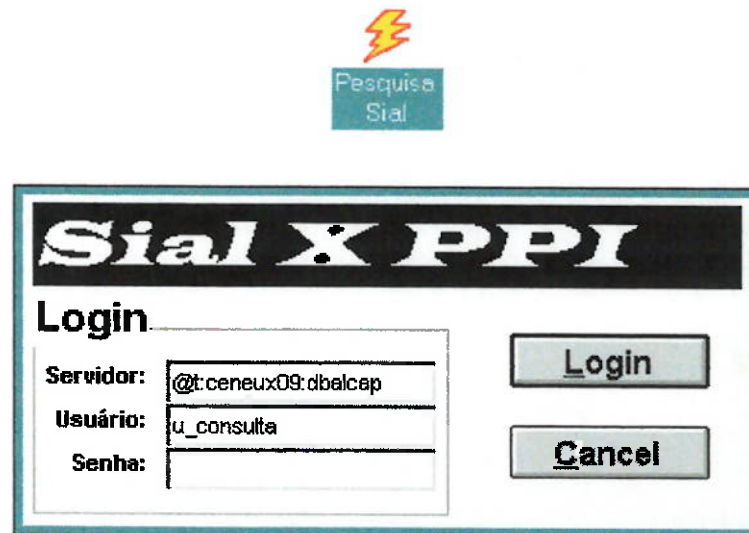 Pesquisa
Sial
Sial X PPI
Login
Servidor: @t:ceneux09:dbalcap
Usuário: u_consulta
Senha:
Login
Cancel